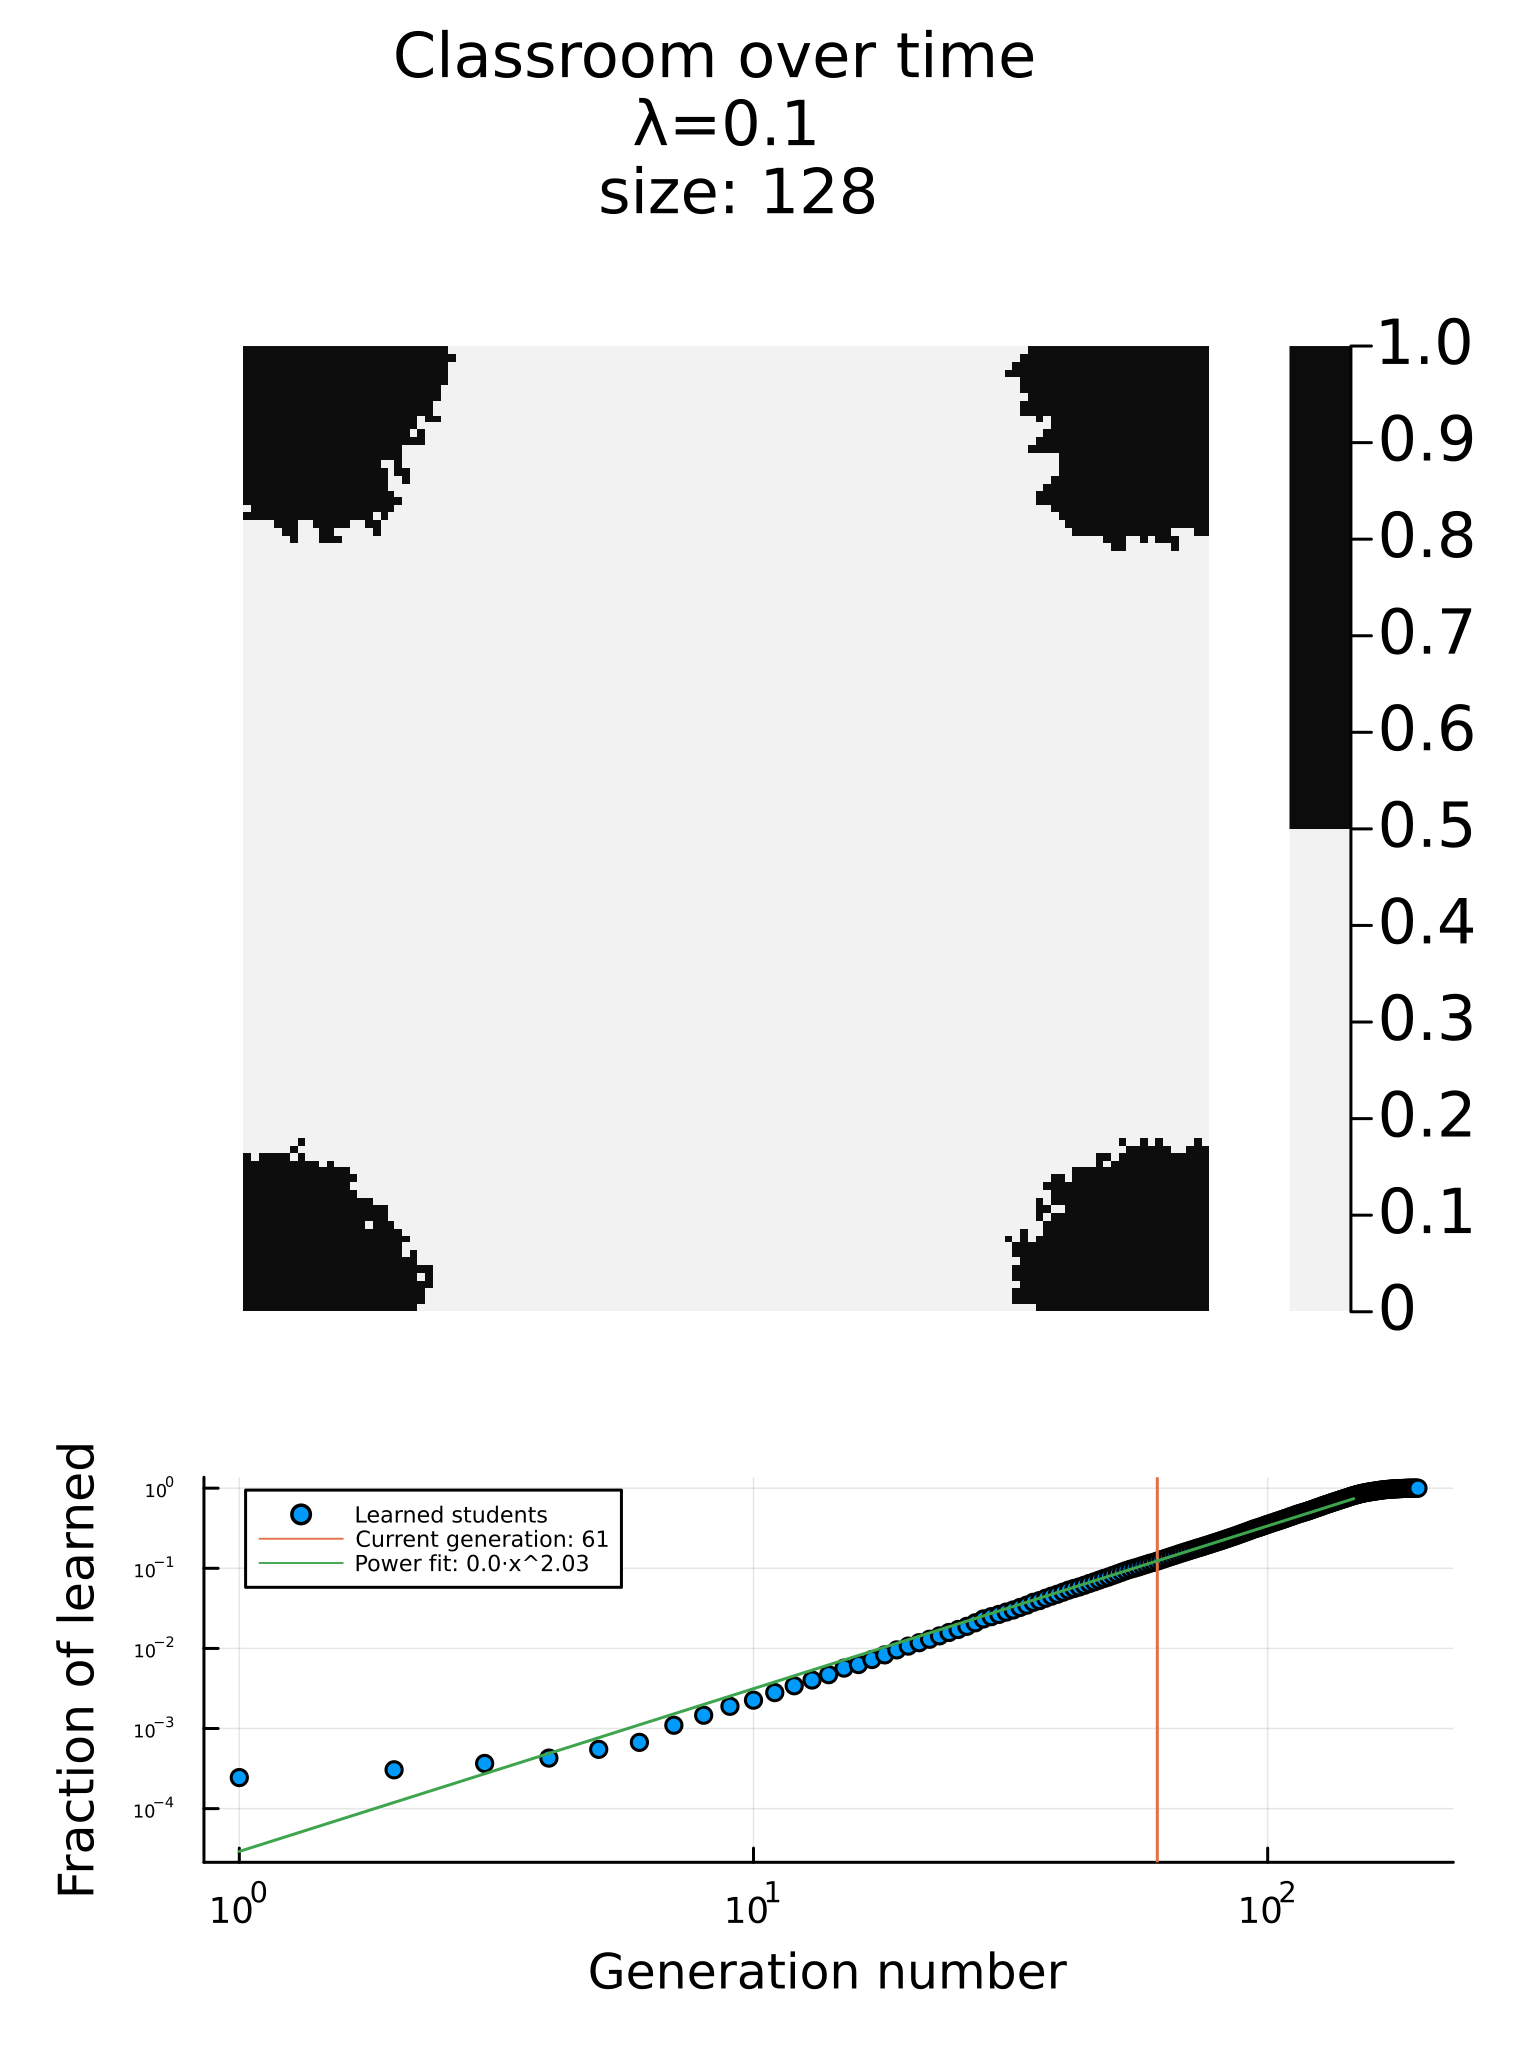 Classroom over time
λ=0.1
size: 128
1.0
0.9
0.8
0.7
0.6
0.5
0.4
0.3
0.2
0.1
0
Fraction of learned
10⁰
10⁻¹
10⁻²
10⁻³
10⁻⁴
Learned students
Current generation: 61
Power fit: 0.0·x^2.03
10⁰ 10¹ 10²
Generation number